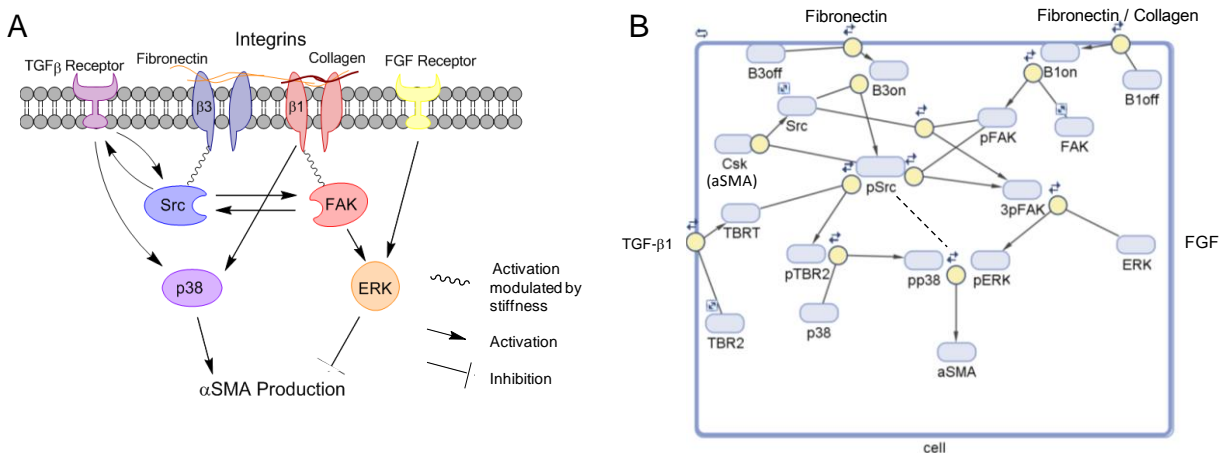 A
Integrins
TGFβ Receptor
Fibronectin
Collagen
FGF Receptor
β3
β1
Src
FAK
p38
ERK
αSMA Production
Activation
modulated by
stiffness
Activation
Inhibition
B
Fibronectin
Fibronectin / Collagen
B3off
B3on
B1on
B1off
Src
pFAK
FAK
Csk
(aSMA)
pSrc
3pFAK
TGF-β1
TBRT
pTBR2
pp38
pERK
ERK
FGF
TBR2
p38
aSMA
cell